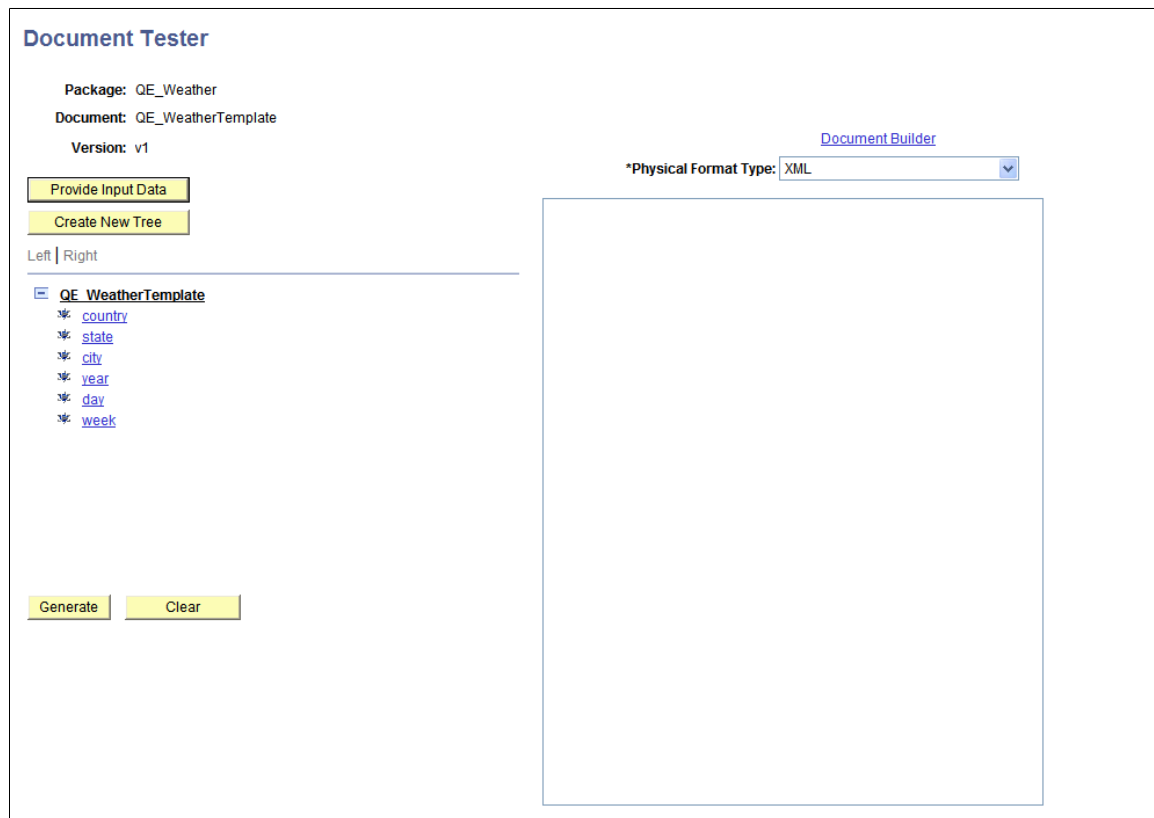 Document Tester
Package: QE_Weather
Document: QE_WeatherTemplate
Version: v1
Document Builder
*Physical Format Type: XML
Provide Input Data
Create New Tree
Left | Right
QE_WeatherTemplate
country
state
city
year
day
week
Generate Clear